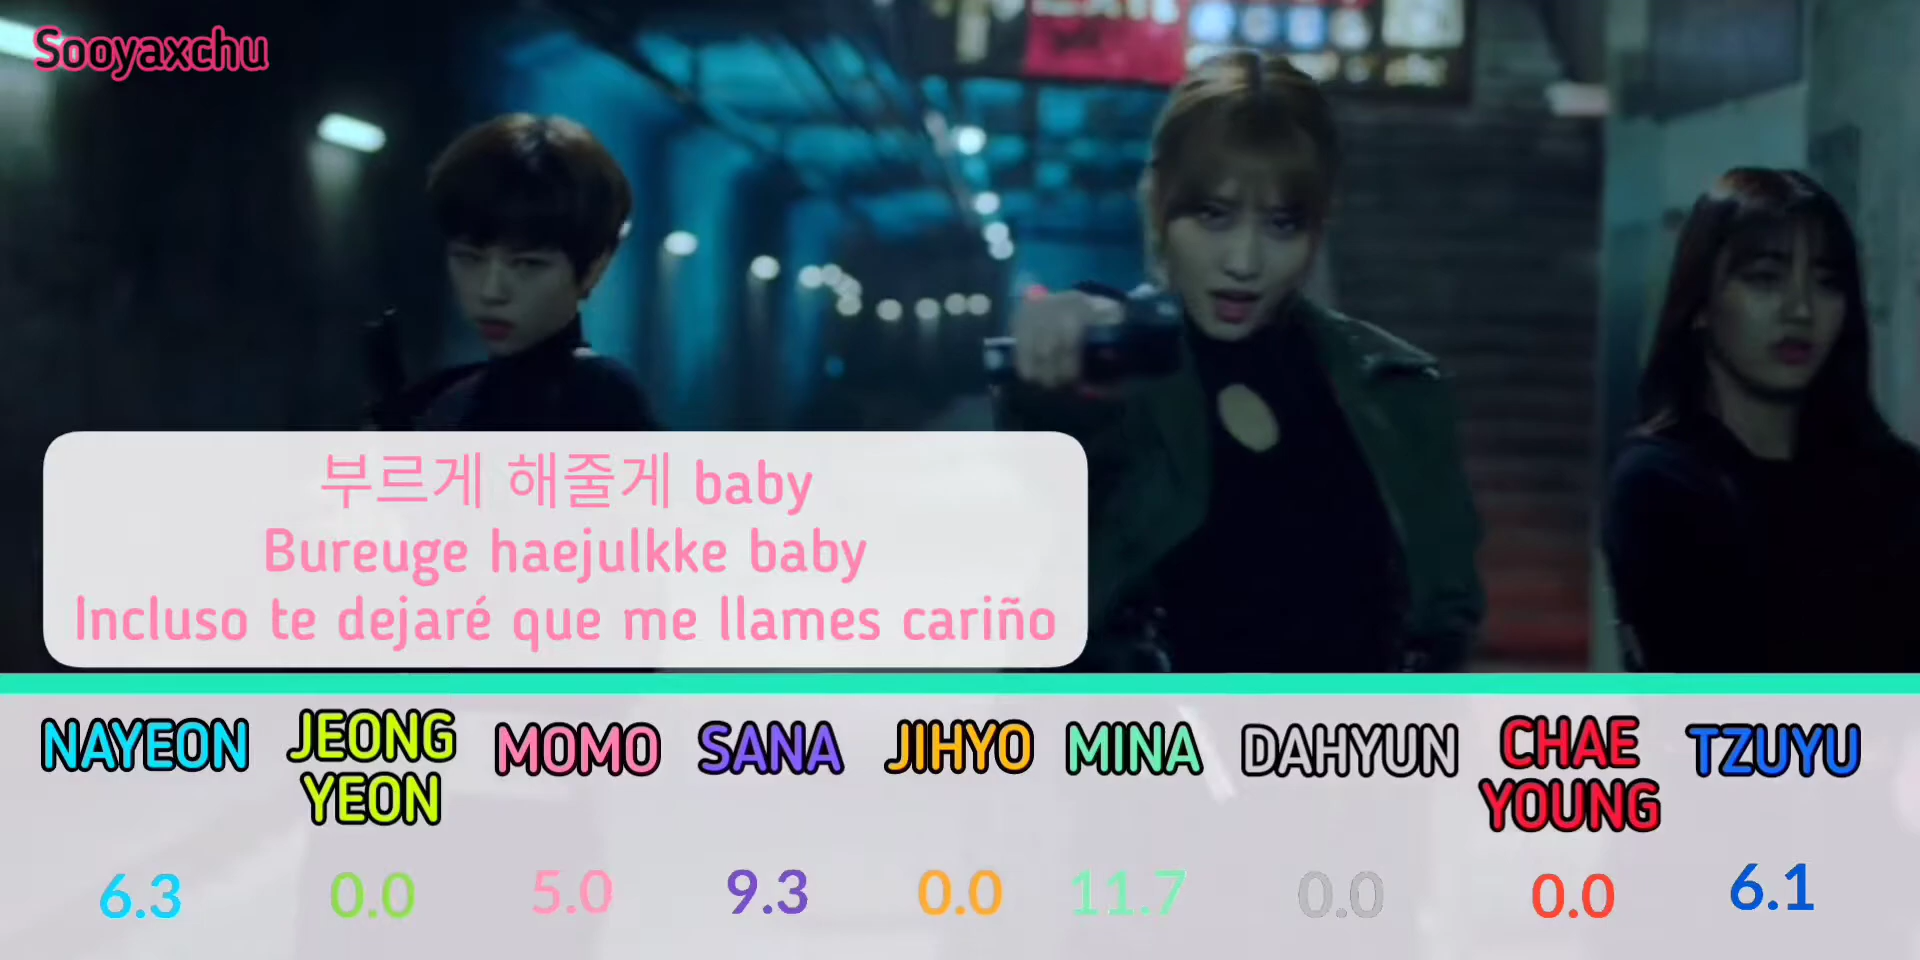 Sooyaxchu
부르게 해줄게 baby
Bureuge haejulkke baby
Incluso te dejaré que me llames cariño
NAYEON
JEONG
YEON
MOMO
SANA
JIHYO
MINA
DAHYUN
CHAE
YOUNG
TZUYU
6.3
0.0
5.0
9.3
0.0
11.7
0.0
0.0
6.1